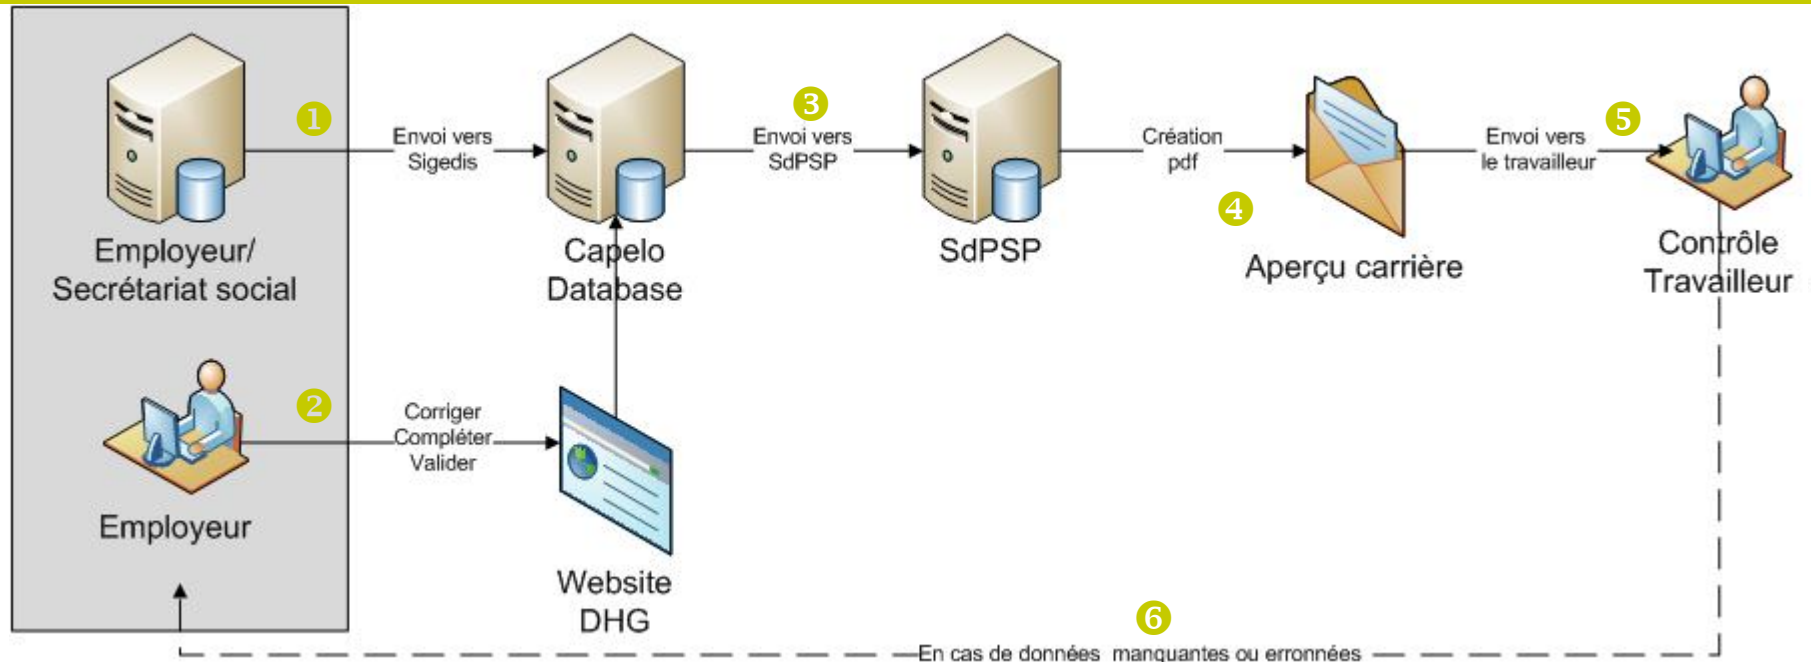 1
Envoi vers
Sigedis
3
Envoi vers
SdPSP
Création
pdf
4
Envoi vers
le travailleur
5
Employeur/
Secrétariat social
Capelo
Database
SdPSP
Aperçu carrière
Contrôle
Travailleur
2
Corriger
Compléter
Valider
Employeur
Website
DHG
6
En cas de données manquantes ou erronnées